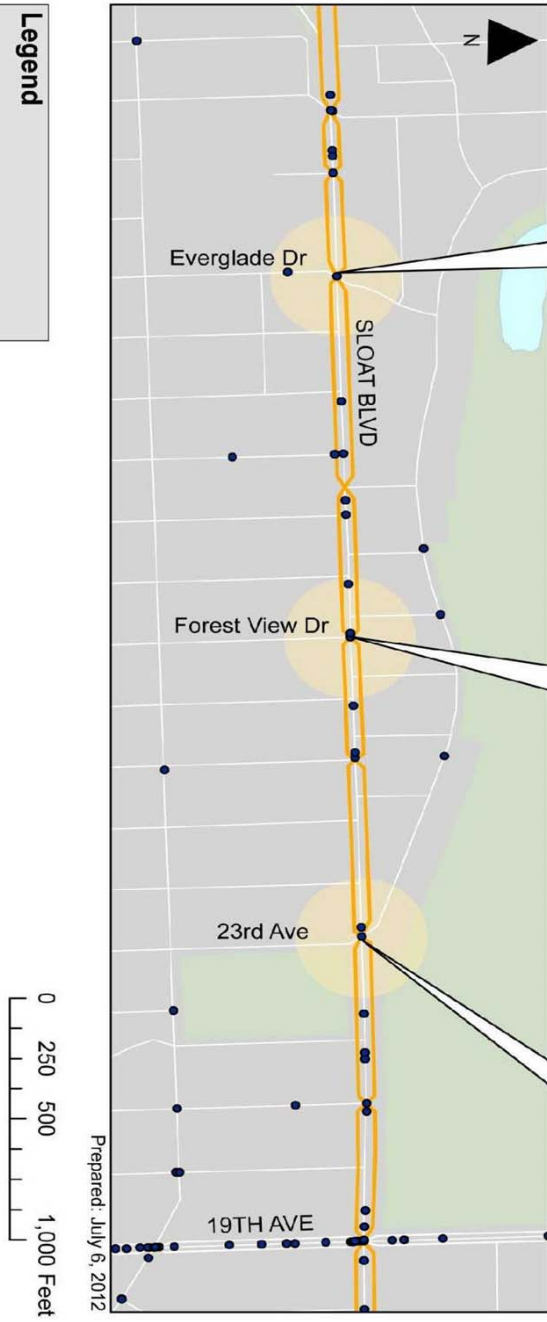 Legend
N
Everglade Dr
SLOAT BLVD
Forest View Dr
23rd Ave
19TH AVE
0 250 500 1,000 Feet
Prepared: July 6, 2012